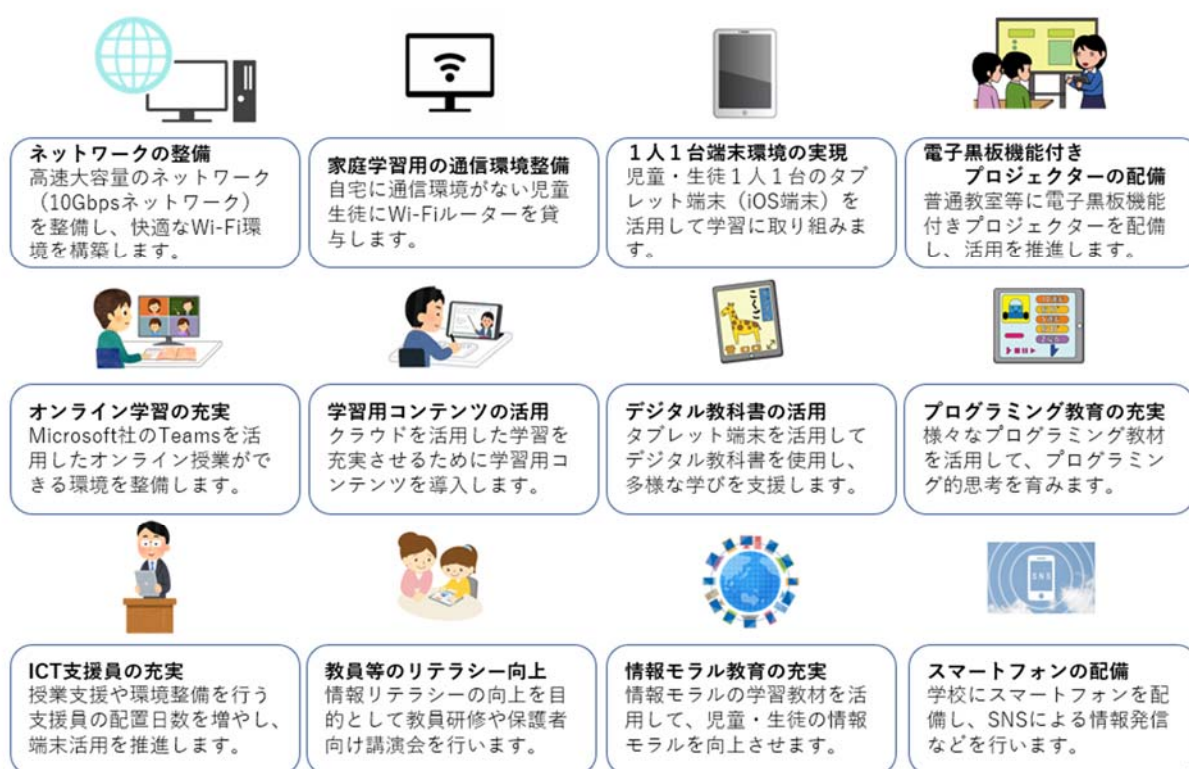 ネットワークの整備
高速大容量のネットワーク
（10Gbpsネットワーク）
を整備し、快適なWi-Fi環
境を構築します。
家庭学習用の通信環境整備
自宅に通信環境がない児童
生徒にWi-Fiルーターを貸
与します。
１人１台端末環境の実現
児童・生徒１人１台のタブ
レット端末（iOS端末）を
活用して学習に取り組みま
す。
電子黒板機能付き
プロジェクターの配備
普通教室等に電子黒板機能
付きプロジェクターを配備
し、活用を推進します。
オンライン学習の充実
Microsoft社のTeamsを活
用したオンライン授業がで
きる環境を整備します。
学習用コンテンツの活用
クラウドを活用した学習を
充実させるために学習用コ
ンテンツを導入します。
デジタル教科書の活用
タブレット端末を活用して
デジタル教科書を使用し、
多様な学びを支援します。
プログラミング教育の充実
様々なプログラミング教材
を活用して、プログラミン
グ的思考を育みます。
SNS
ICT支援員の充実
授業支援や環境整備を行う
支援員の配置日数を増やし、
端末活用を推進します。
教員等のリテラシー向上
情報リテラシーの向上を目
的として教員研修や保護者
向け講演会を行います。
情報モラル教育の充実
情報モラルの学習教材を活
用して、児童・生徒の情報
モラルを向上させます。
スマートフォンの配備
学校にスマートフォンを配
備し、SNSによる情報発信
などを行います。